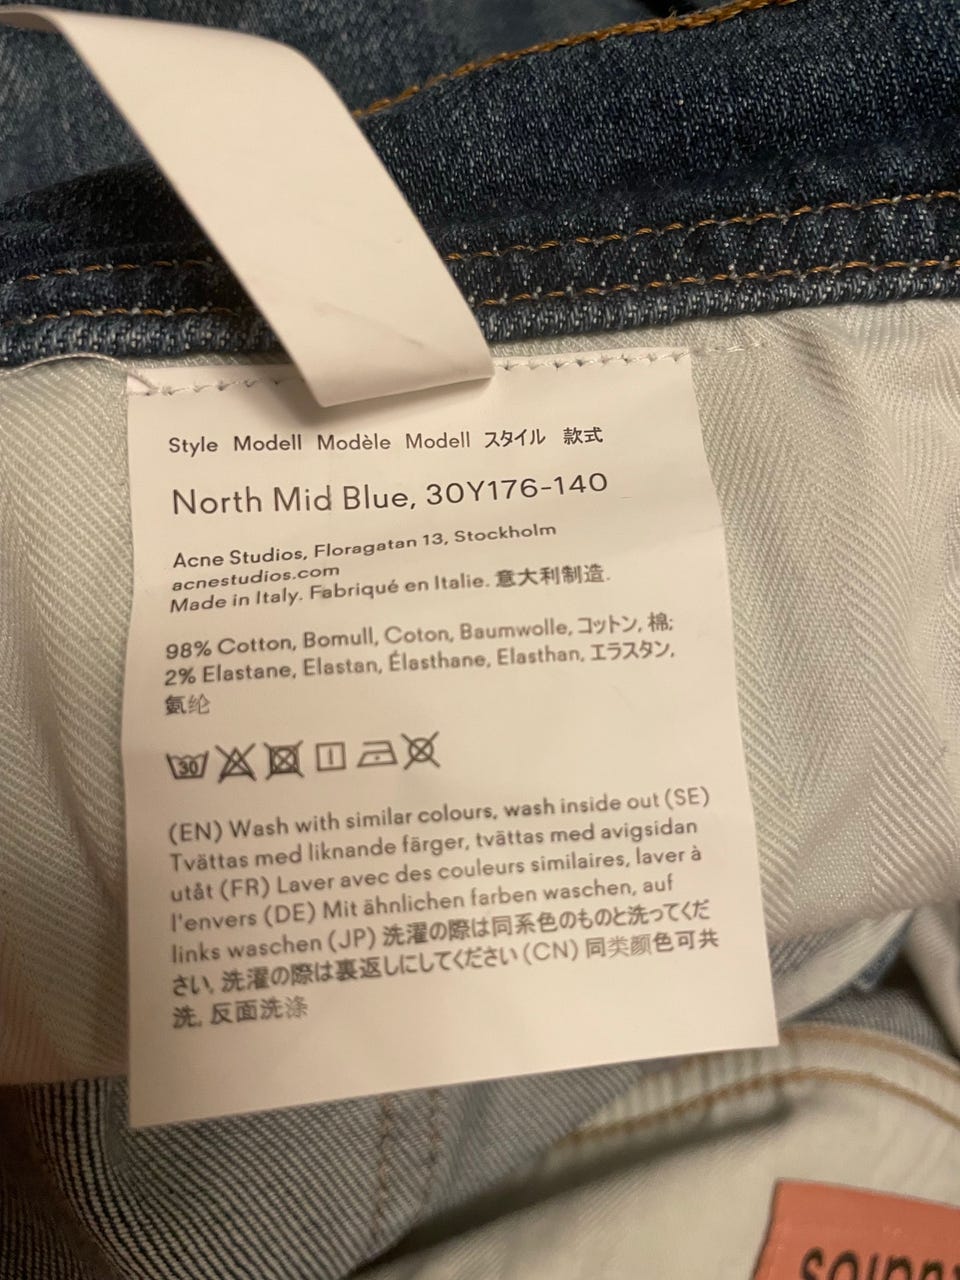 Style Modell Modèle Modell スタイル 款式
North Mid Blue, 30Y176-140
Acne Studios, Floragatan 13, Stockholm
acnestudios.com
Made in Italy. Fabriqué en Italie. 意大利制造.
98% Cotton, Bomull, Coton, Baumwolle, コットン, 棉;
2% Elastane, Elastan, Élasthane, Elasthan, エラスタン,
氨纶
30
(EN) Wash with similar colours, wash inside out (SE)
Tvättas med liknande färger, tvättas med avigsidan
utåt (FR) Laver avec des couleurs similaires, laver à
l'envers (DE) Mit ähnlichen farben waschen, auf
links waschen (JP) 洗濯の際は同系色のものと洗ってくだ
さい, 洗濯の際は裏返しにしてください (CN) 同类颜色可共
洗, 反面洗涤